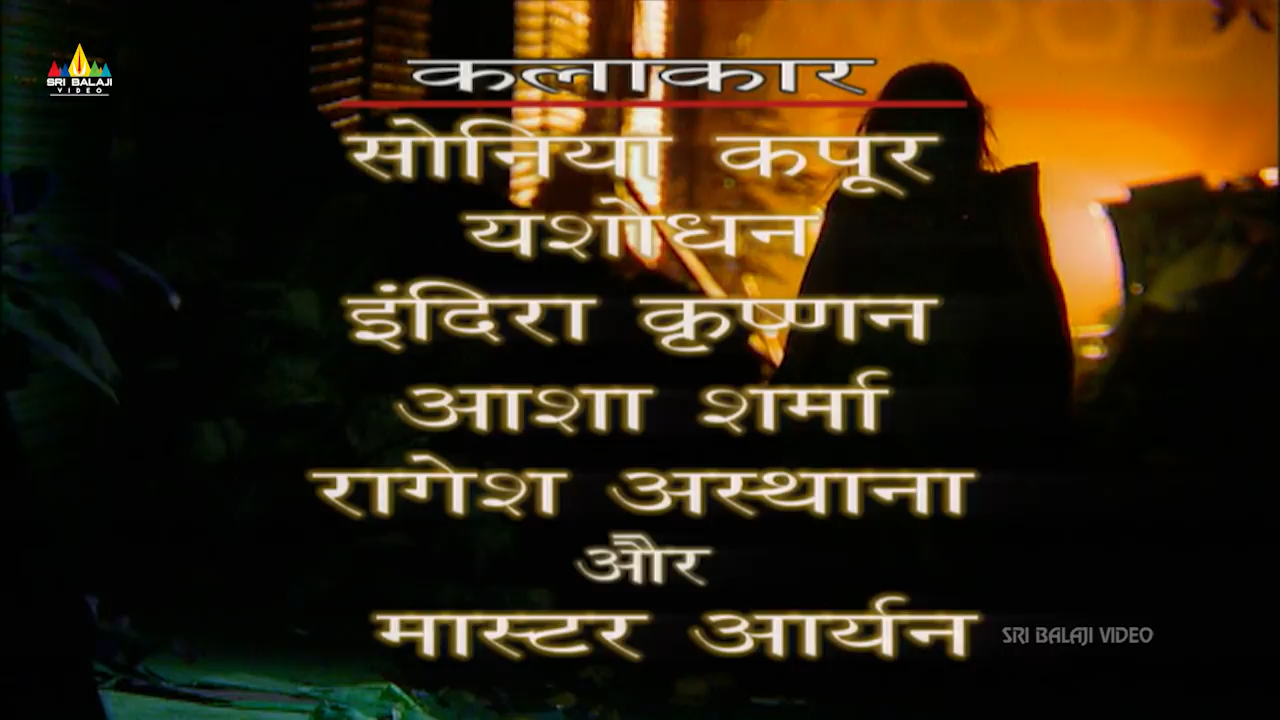 SRI BALAJI
VIDEO
कलाकार
सोनिया कपूर
यशोधन
इंदिरा कृष्णन
आशा शर्मा
रागेश अस्थाना
और
मास्टर आर्यन
SRI BALAJI VIDEO